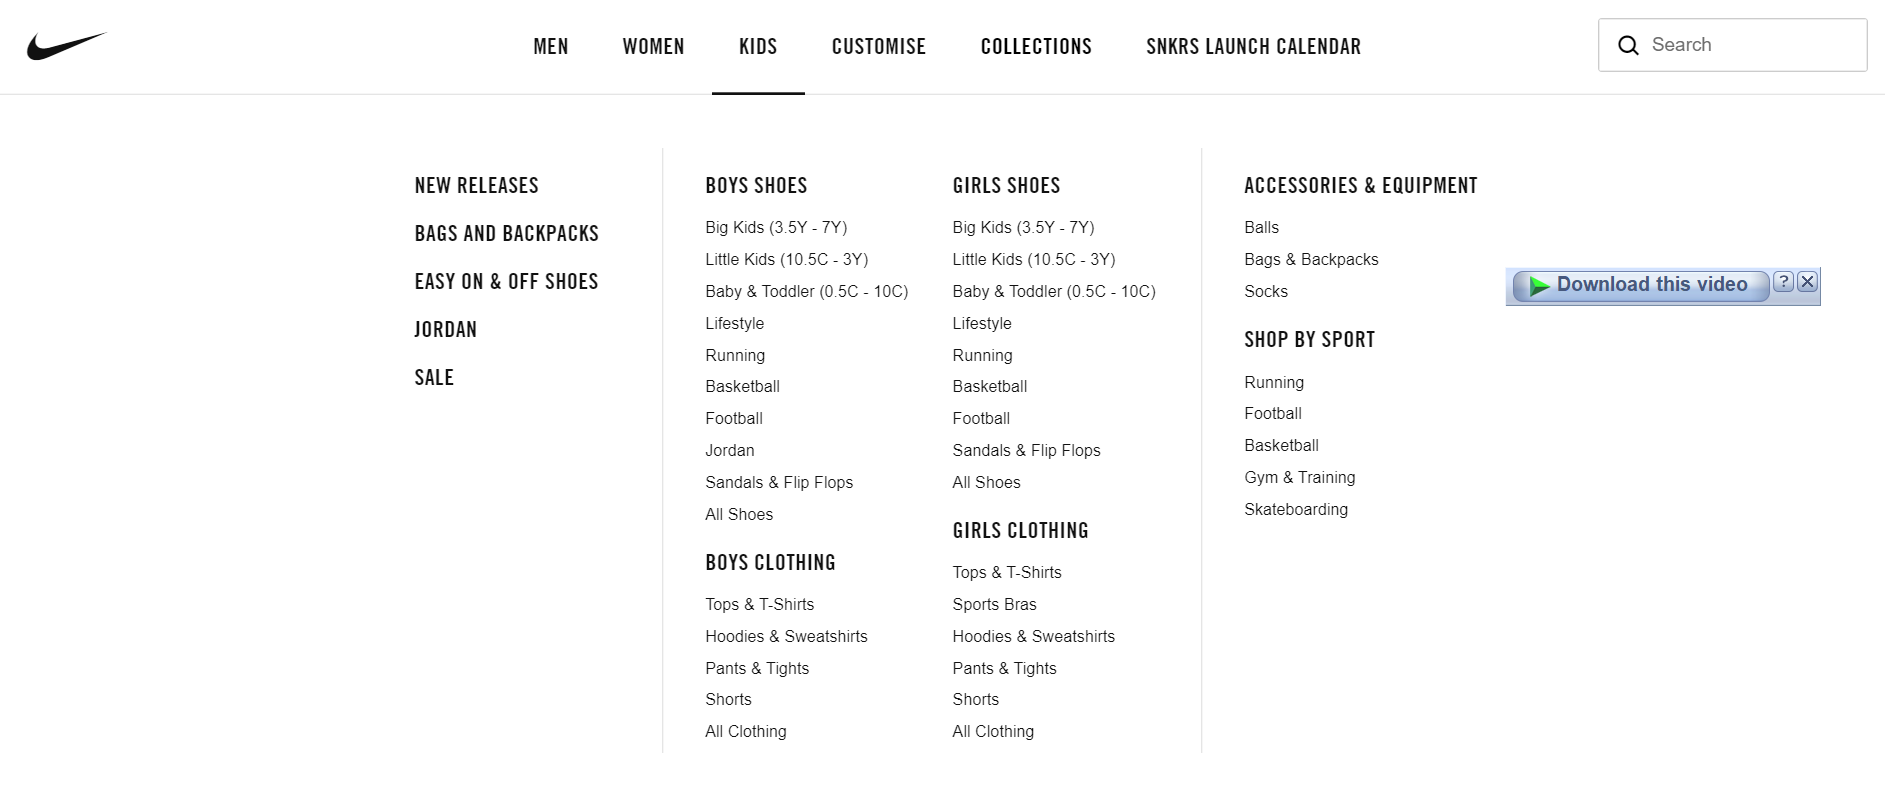 MEN
WOMEN
KIDS
CUSTOMISE
COLLECTIONS
SNKRS LAUNCH CALENDAR
Search
NEW RELEASES
BAGS AND BACKPACKS
EASY ON & OFF SHOES
JORDAN
SALE
BOYS SHOES
Big Kids (3.5Y - 7Y)
Little Kids (10.5C - 3Y)
Baby & Toddler (0.5C - 10C)
Lifestyle
Running
Basketball
Football
Jordan
Sandals & Flip Flops
All Shoes
BOYS CLOTHING
Tops & T-Shirts
Hoodies & Sweatshirts
Pants & Tights
Shorts
All Clothing
GIRLS SHOES
Big Kids (3.5Y - 7Y)
Little Kids (10.5C - 3Y)
Baby & Toddler (0.5C - 10C)
Lifestyle
Running
Basketball
Football
Sandals & Flip Flops
All Shoes
GIRLS CLOTHING
Tops & T-Shirts
Sports Bras
Hoodies & Sweatshirts
Pants & Tights
Shorts
All Clothing
ACCESSORIES & EQUIPMENT
Balls
Bags & Backpacks
Socks
SHOP BY SPORT
Running
Football
Basketball
Gym & Training
Skateboarding
Download this video ?